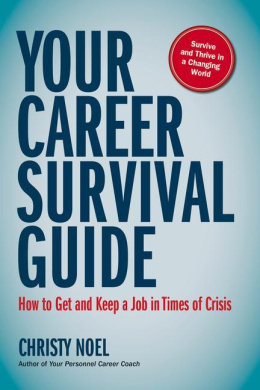 YOUR
CAREER
SURVIVAL
GUIDE
Survive
and Thrive in
a Changing
World
How to Get and Keep a Job in Times of Crisis
CHRISTY NOEL
Author of Your Personnel Career Coach